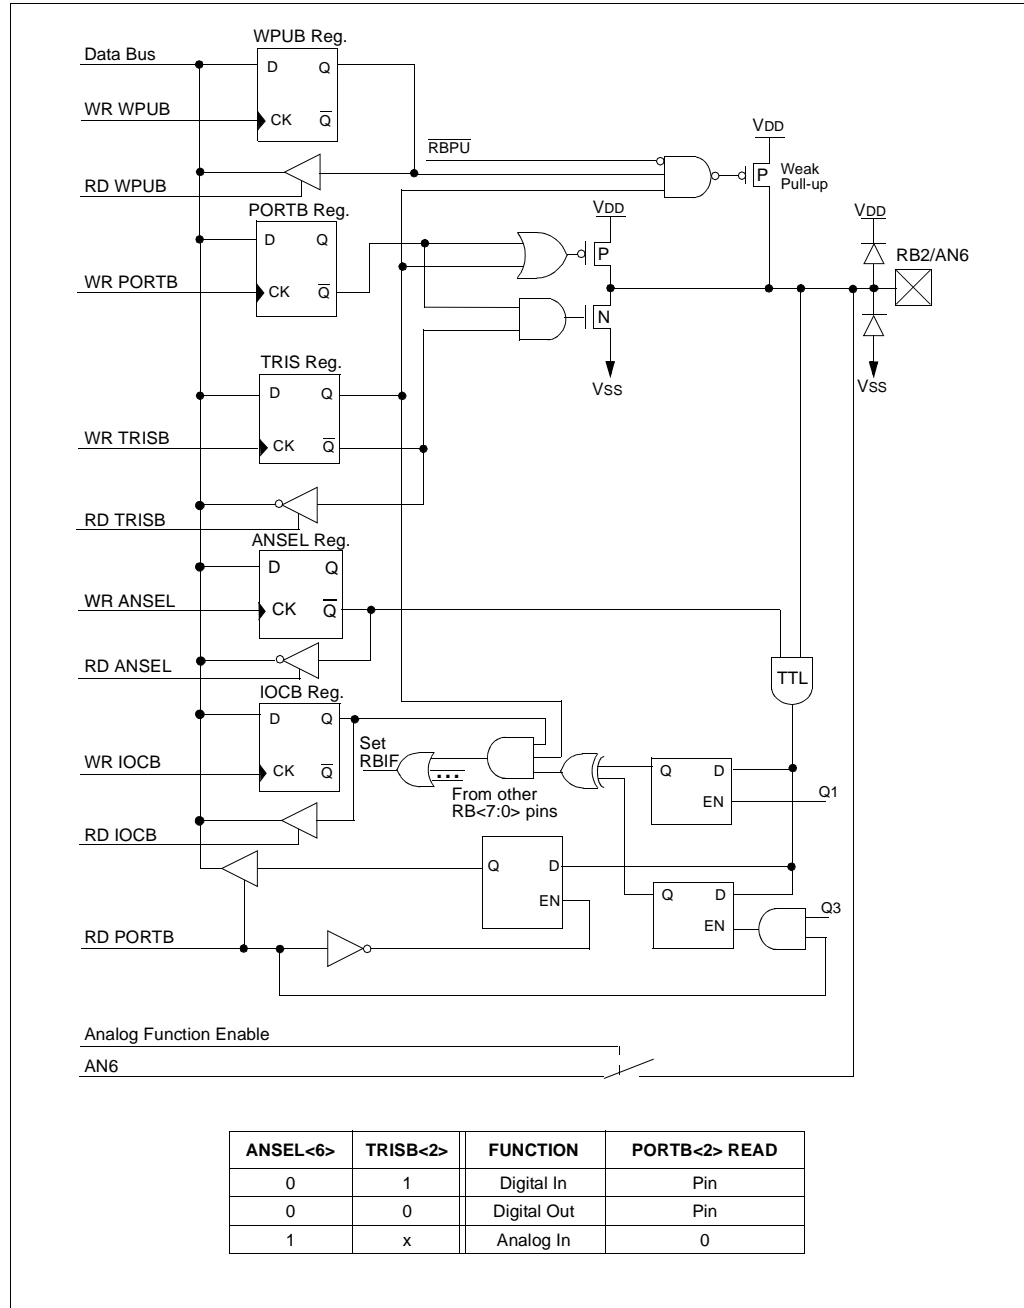 WPUB Reg.
Data Bus
D Q
WR WPUB
CK Q̅
R̅B̅P̅U̅
VDD
P
Weak
Pull-up
RD WPUB
PORTB Reg.
D Q
VDD
P
VDD
RB2/AN6
WR PORTB
CK Q̅
N
VSS
VSS
TRIS Reg.
D Q
WR TRISB
CK Q̅
RD TRISB
ANSEL Reg.
D Q
WR ANSEL
CK Q̅
RD ANSEL
TTL
IOCB Reg.
D Q
Set
RBIF
WR IOCB
CK Q̅
...
From other
RB<7:0> pins
Q D
EN
Q1
RD IOCB
Q D
EN
Q D
EN
Q3
RD PORTB
Analog Function Enable
AN6
ANSEL<6> TRISB<2> FUNCTION PORTB<2> READ
0 1 Digital In Pin
0 0 Digital Out Pin
1 x Analog In 0